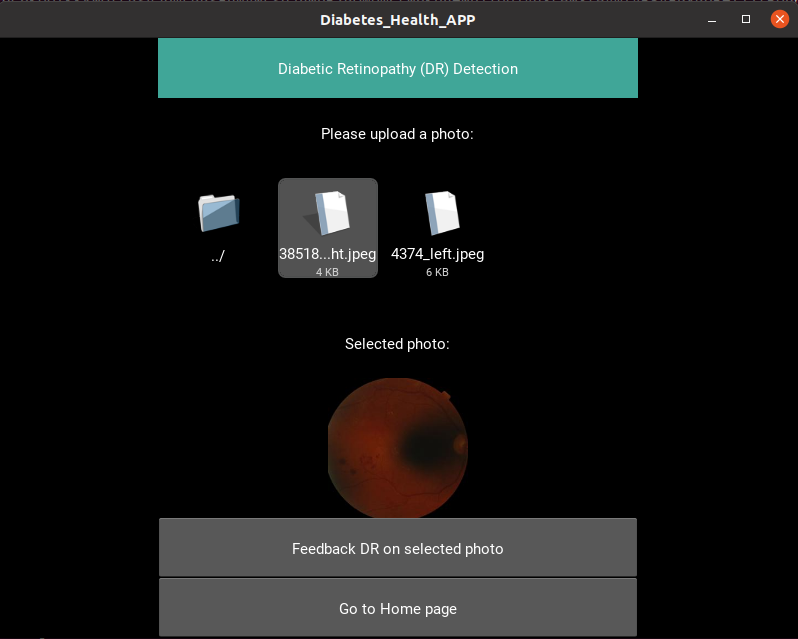 Diabetes_Health_APP
Diabetic Retinopathy (DR) Detection
Please upload a photo:
../
38518...ht.jpeg
4 KB
4374_left.jpeg
6 KB
Selected photo:
Feedback DR on selected photo
Go to Home page